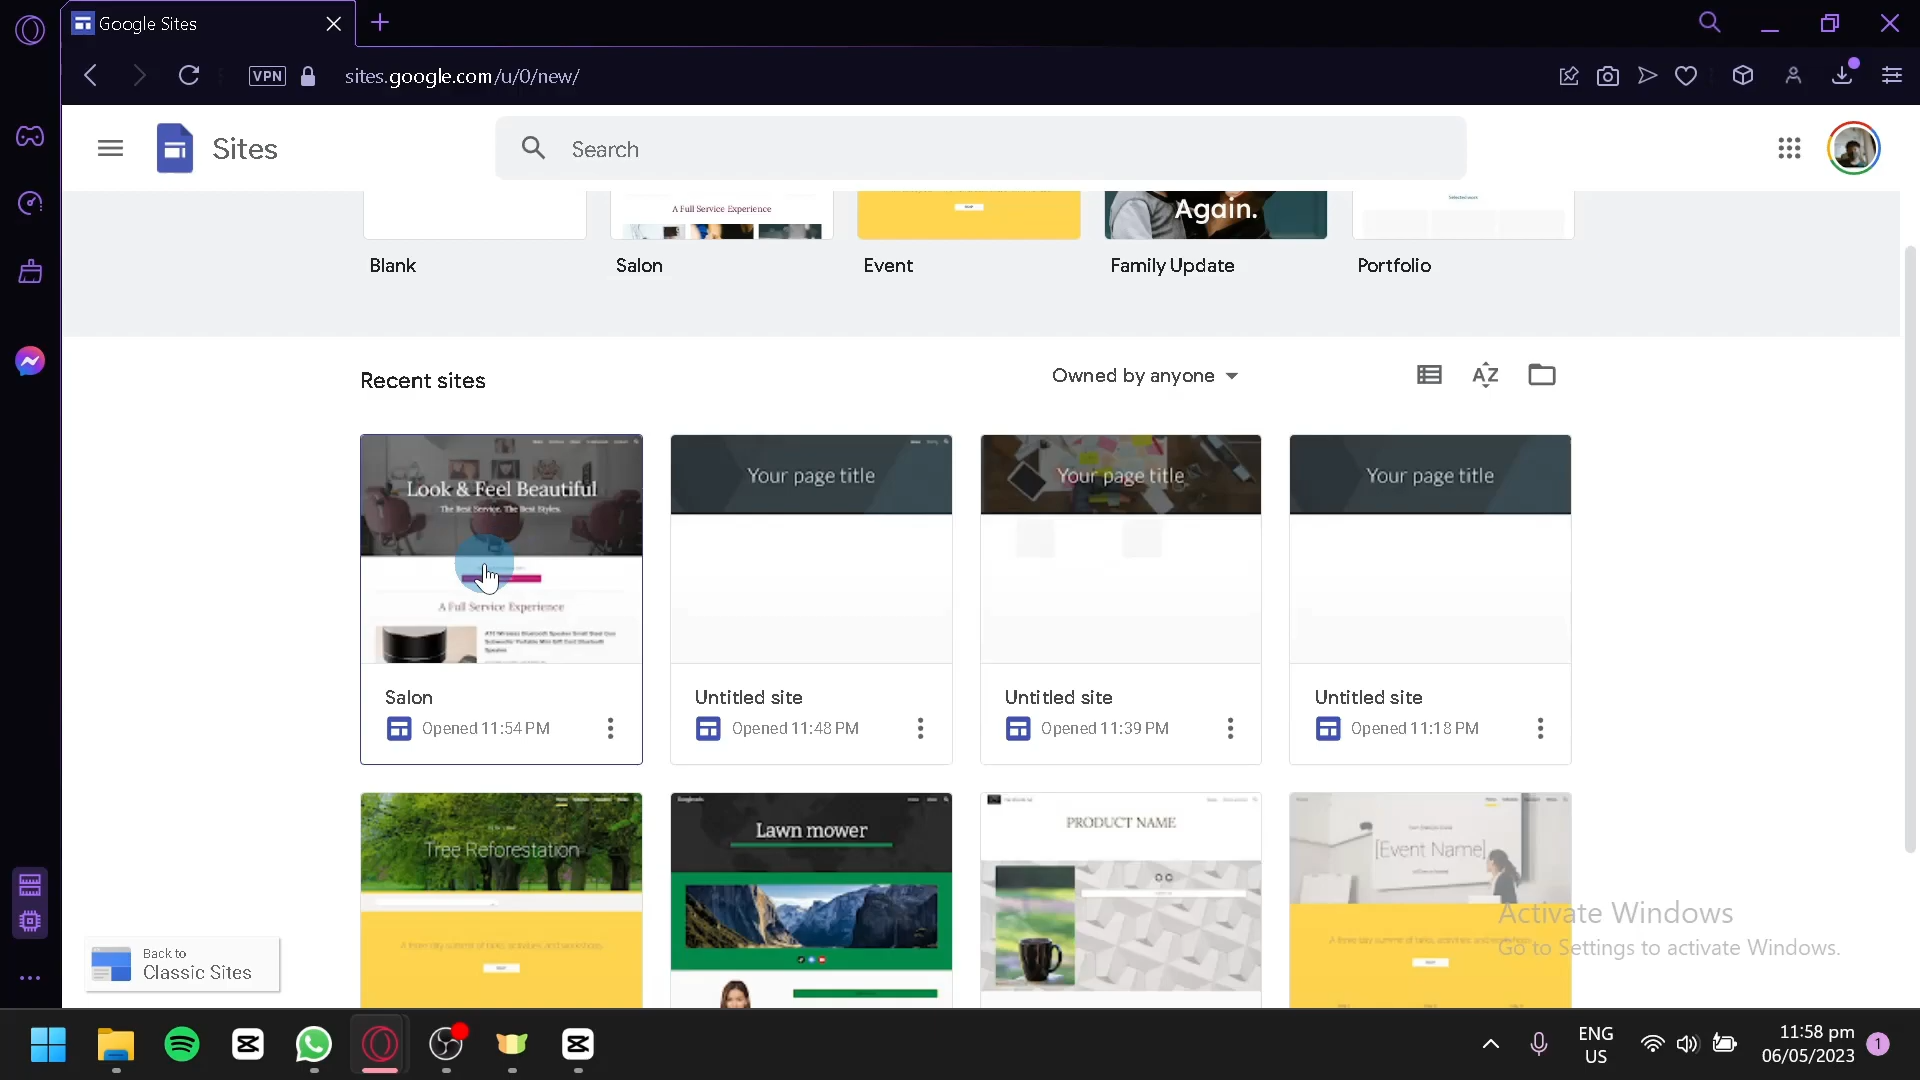 Google Sites
VPN
sites.google.com/u/0/new/
Sites
Search
A Full Service Experience
Again.
Blank
Salon
Event
Family Update
Portfolio
Recent sites
Owned by anyone
AZ
Look & Feel Beautiful
The Best Service. The Best Styles.
A Full Service Experience
Your page title
Your page title
Your page title
Salon
Opened 11:54 PM
Untitled site
Opened 11:48 PM
Untitled site
Opened 11:39 PM
Untitled site
Opened 11:18 PM
Tree Reforestation
Lawn mower
PRODUCT NAME
[Event Name]
Activate Windows
Go to Settings to activate Windows.
Back to
Classic Sites
ENG
US
11:58 pm
06/05/2023
1